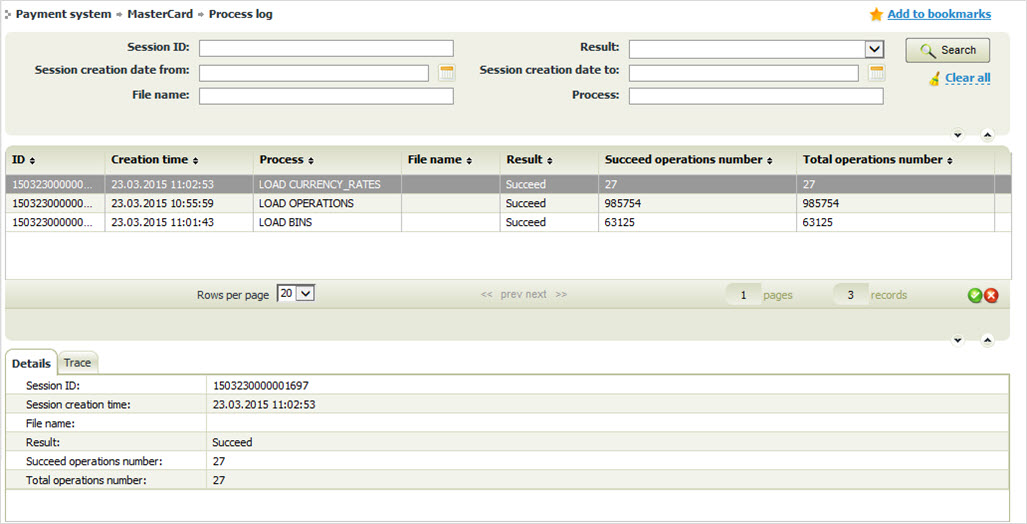 Payment system MasterCard Process log Add to bookmarks
Session ID: Result: Search
Session creation date from: Session creation date to: Clear all
File name: Process:
ID Creation time Process File name Result Succeed operations number Total operations number
150323000000... 23.03.2015 11:02:53 LOAD CURRENCY_RATES Succeed 27 27
150323000000... 23.03.2015 10:55:59 LOAD OPERATIONS Succeed 985754 985754
150323000000... 23.03.2015 11:01:43 LOAD BINS Succeed 63125 63125
Rows per page 20 << prev next >> 1 pages 3 records
Details Trace
Session ID: 1503230000001697
Session creation time: 23.03.2015 11:02:53
File name:
Result: Succeed
Succeed operations number: 27
Total operations number: 27